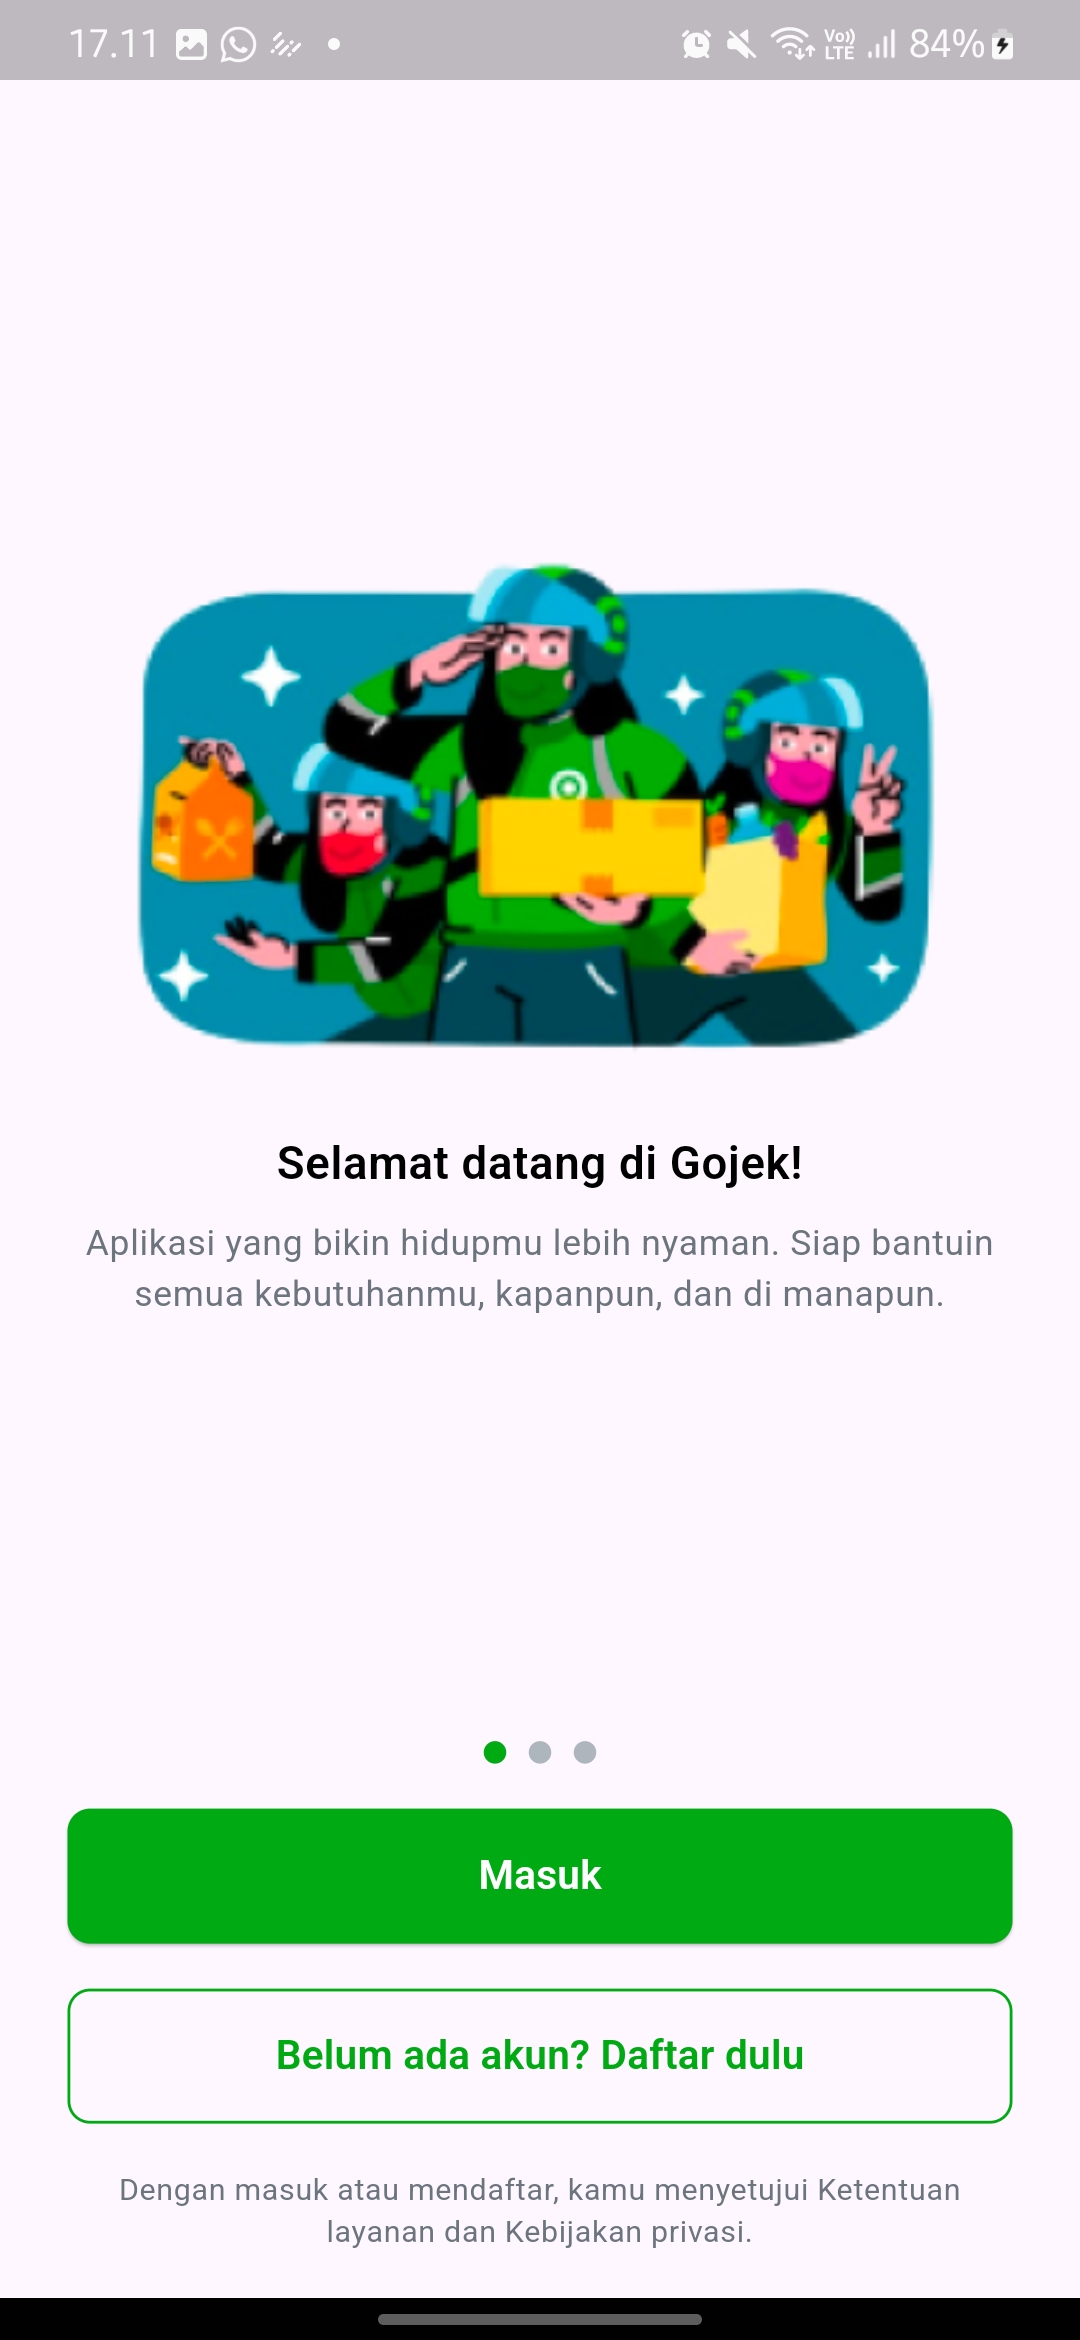 17.11
Vo)) LTE
84%
Selamat datang di Gojek!
Aplikasi yang bikin hidupmu lebih nyaman. Siap bantuin
semua kebutuhanmu, kapanpun, dan di manapun.
Masuk
Belum ada akun? Daftar dulu
Dengan masuk atau mendaftar, kamu menyetujui Ketentuan
layanan dan Kebijakan privasi.